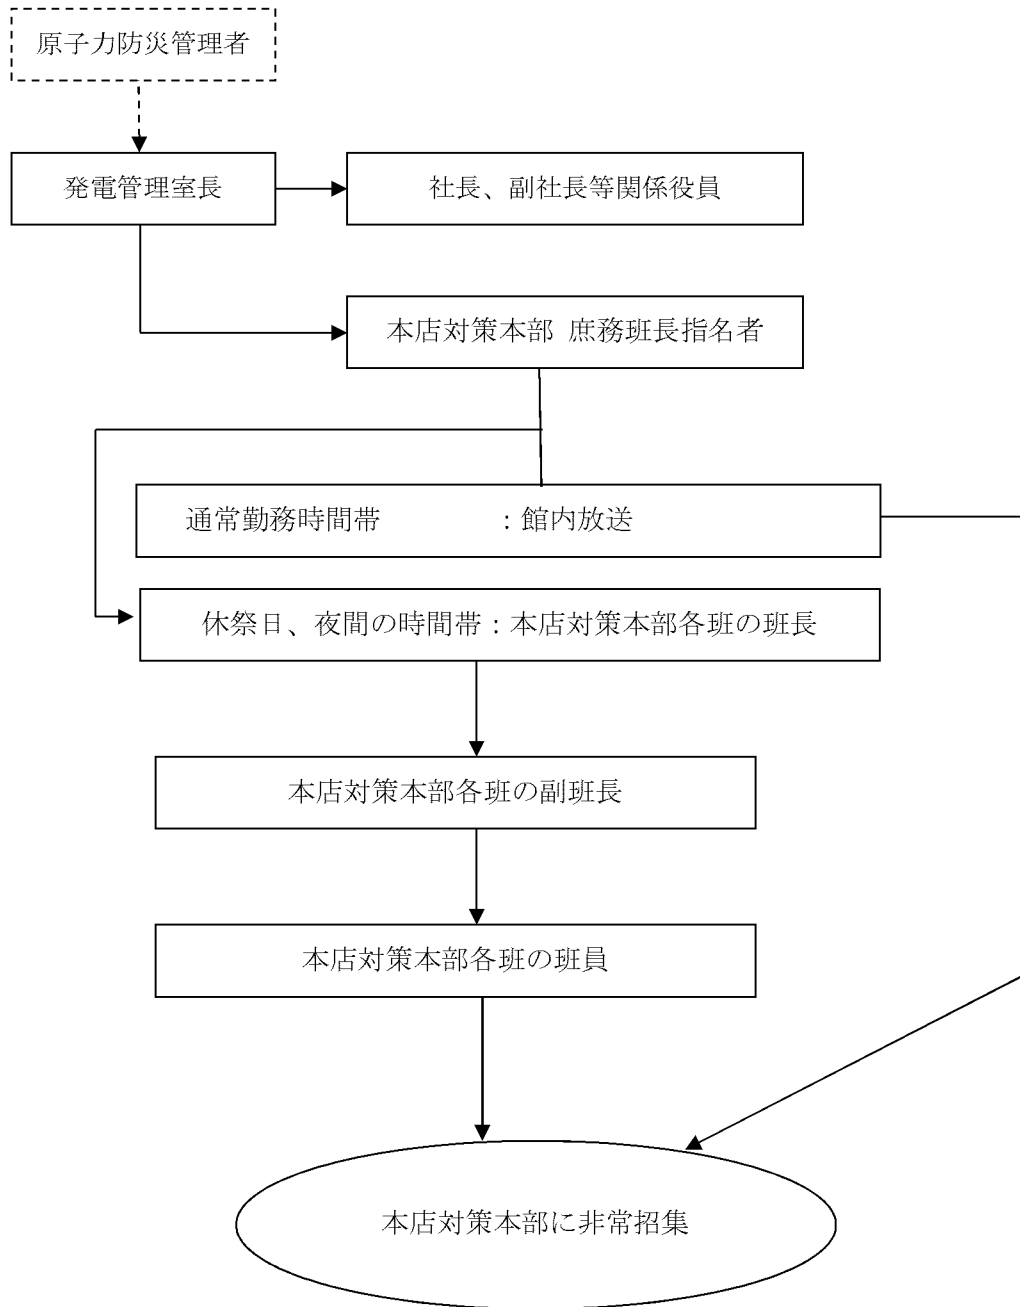 原子力防災管理者
発電管理室長
社長、副社長等関係役員
本店対策本部 庶務班長指名者
通常勤務時間帯　　　　：館内放送
休祭日、夜間の時間帯：本店対策本部各班の班長
本店対策本部各班の副班長
本店対策本部各班の班員
本店対策本部に非常招集